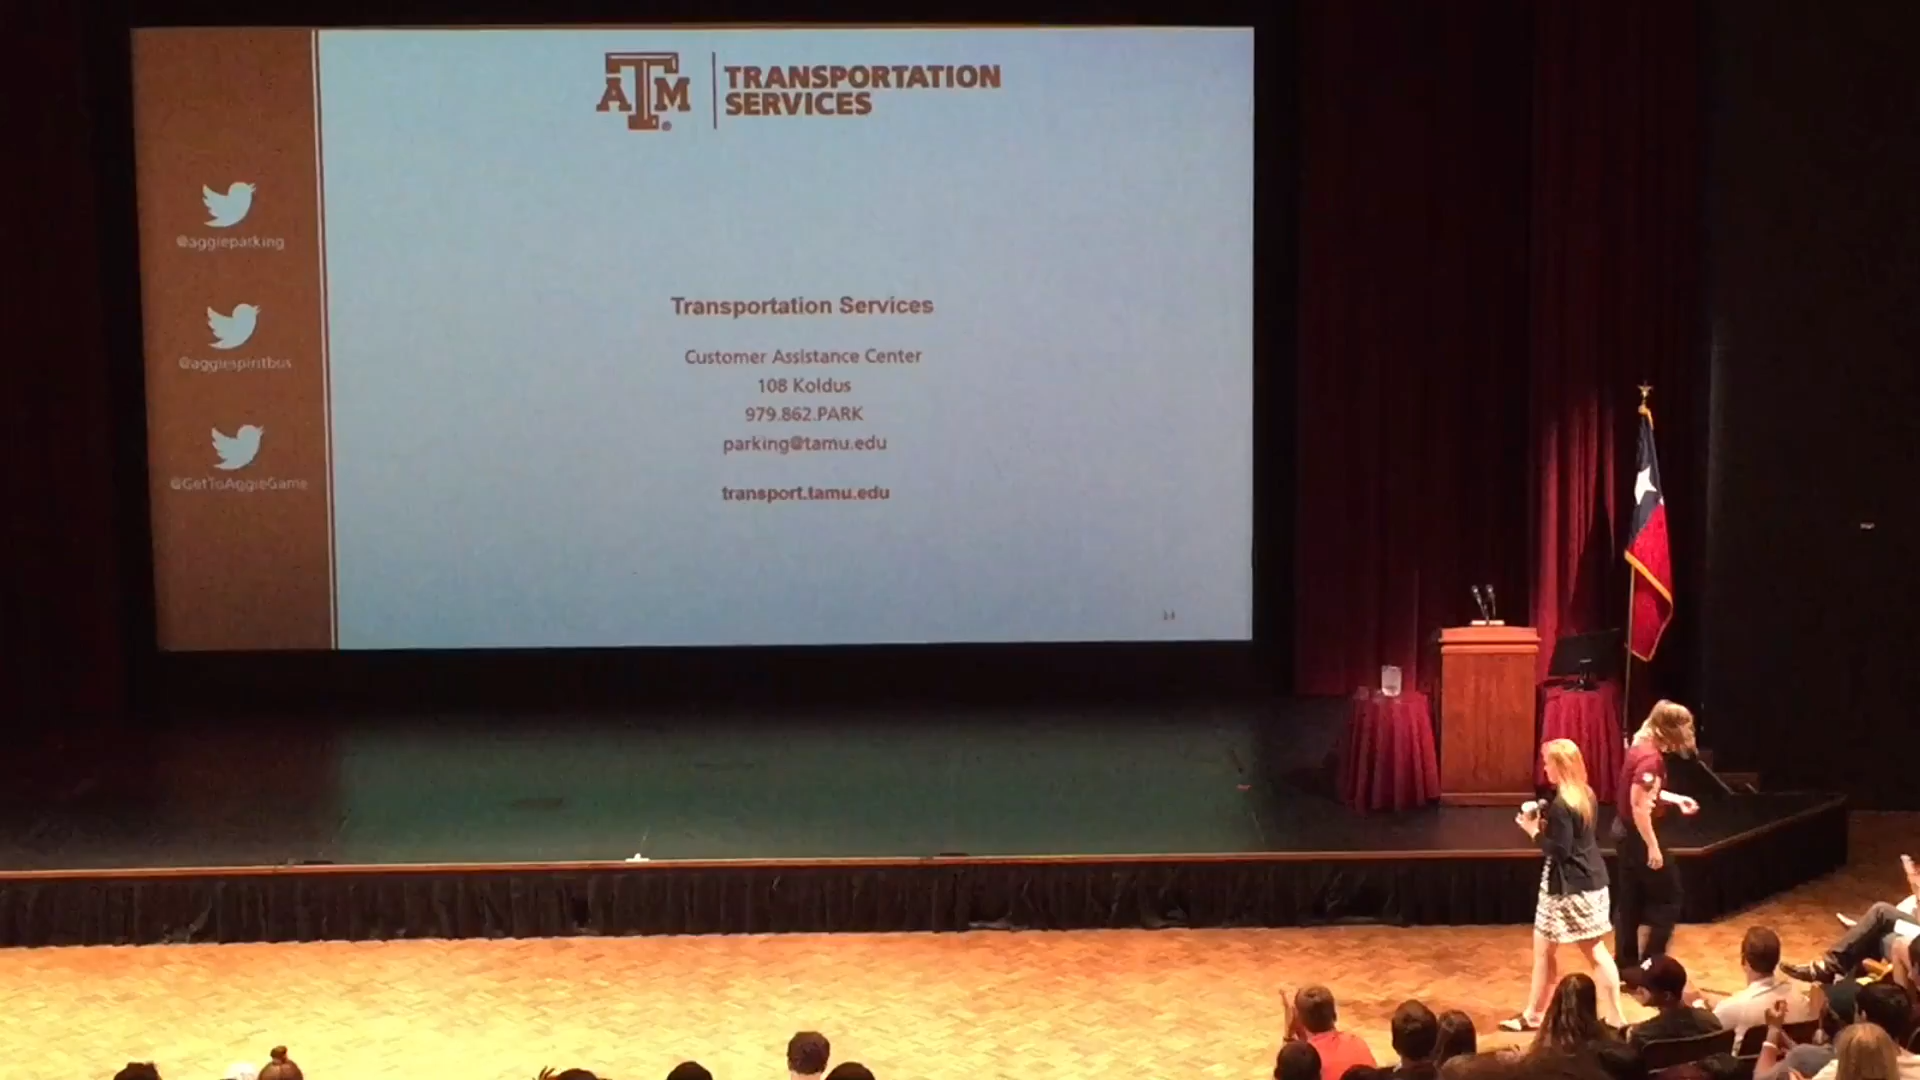 ATM
TRANSPORTATION
SERVICES
@aggieparking
@aggiespiritbus
@GetToAggieGame
Transportation Services
Customer Assistance Center
108 Koldus
979.862.PARK
parking@tamu.edu
transport.tamu.edu